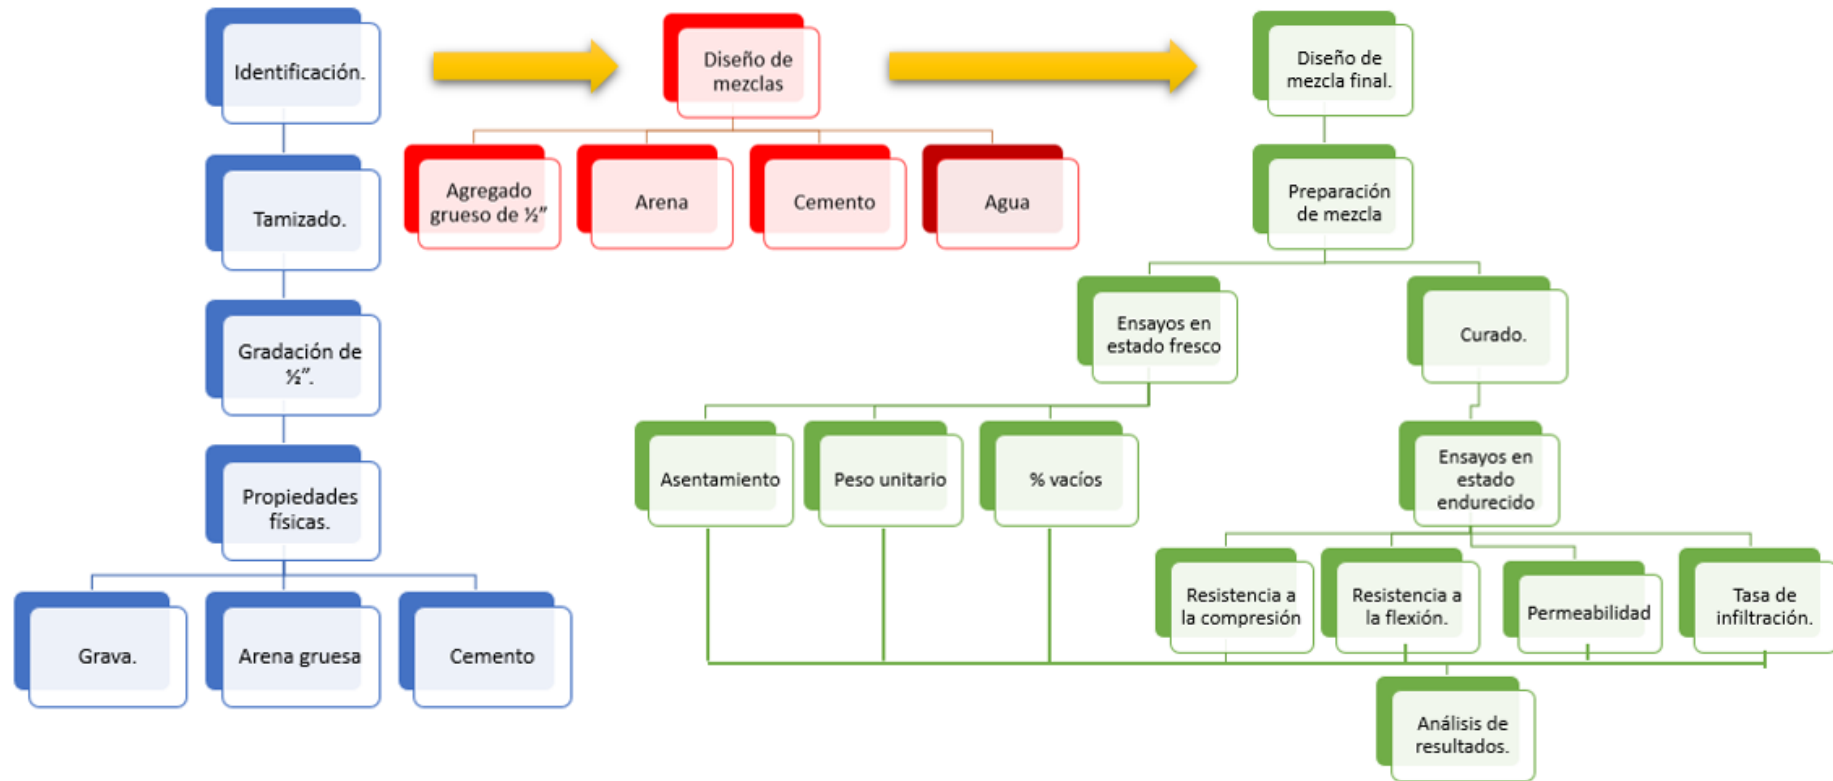 Identificación.
Tamizado.
Gradación de
½”.
Propiedades
físicas.
Grava.
Arena gruesa
Cemento
Diseño de
mezclas
Agregado
grueso de ½”
Arena
Cemento
Agua
Diseño de
mezcla final.
Preparación
de mezcla
Ensayos en
estado fresco
Curado.
Asentamiento
Peso unitario
% vacíos
Ensayos en
estado
endurecido
Resistencia a
la compresión
Resistencia a
la flexión.
Permeabilidad
Tasa de
infiltración.
Análisis de
resultados.